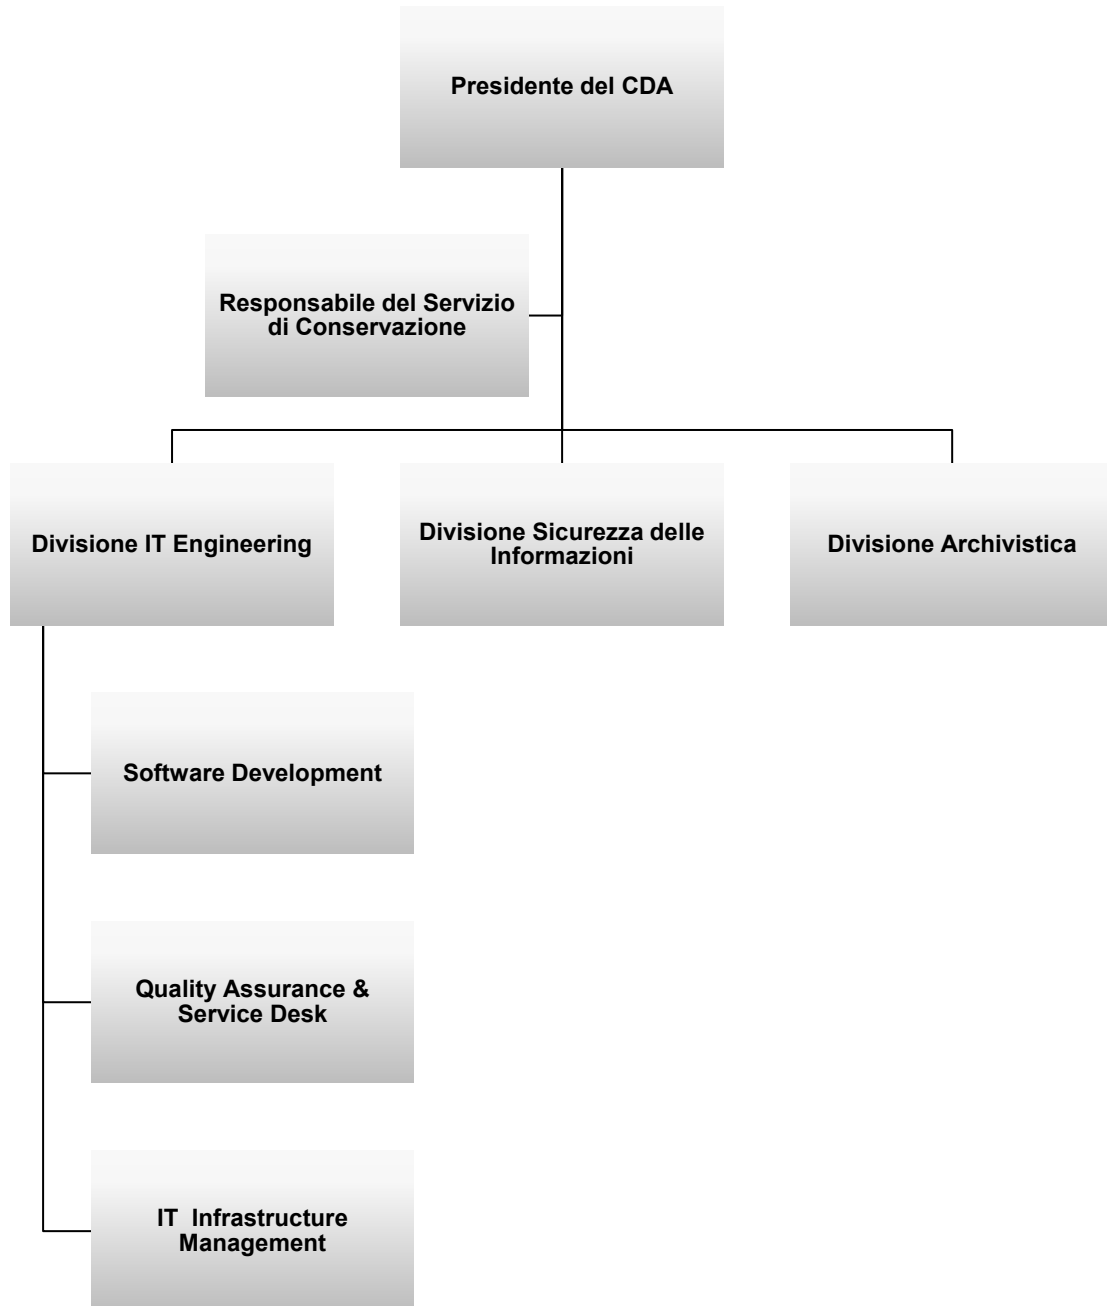 Presidente del CDA
Responsabile del Servizio
di Conservazione
Divisione IT Engineering
Divisione Sicurezza delle
Informazioni
Divisione Archivistica
Software Development
Quality Assurance &
Service Desk
IT  Infrastructure
Management